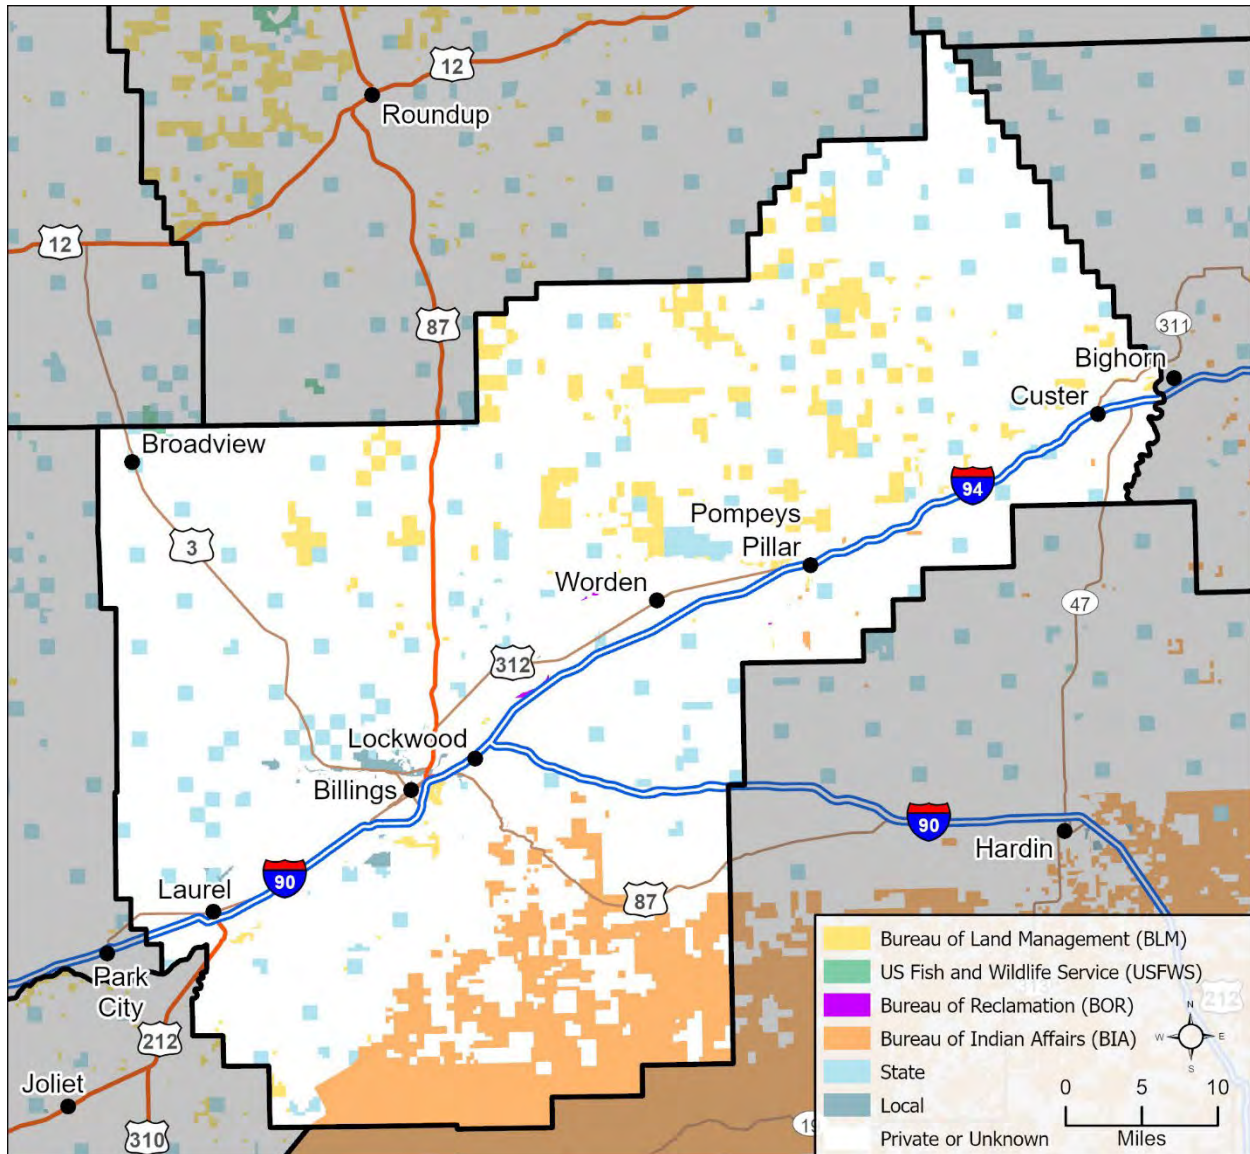 12
Roundup
12
87
311
Bighorn
Custer
Broadview
94
3
Pompeys
Pillar
Worden
47
312
Lockwood
Billings
90
Hardin
90
Laurel
87
Park
City
212
Joliet
310
Bureau of Land Management (BLM)
US Fish and Wildlife Service (USFWS)
Bureau of Reclamation (BOR)
313
212
Bureau of Indian Affairs (BIA)
N
W
E
S
State
Local
Private or Unknown
0
5
10
Miles